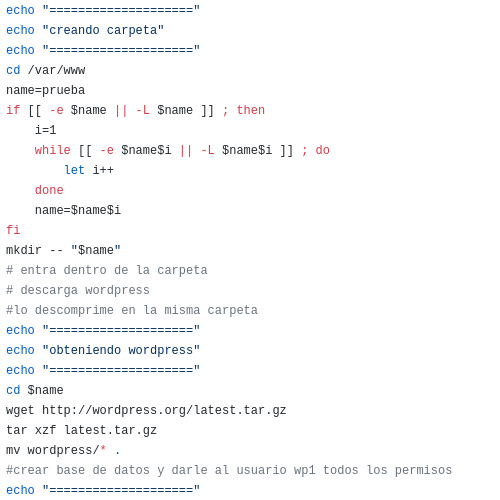 echo "===================="
echo "creando carpeta"
echo "===================="
cd /var/www
name=prueba
if [[ -e $name || -L $name ]] ; then
    i=1
    while [[ -e $name$i || -L $name$i ]] ; do
        let i++
    done
    name=$name$i
fi
mkdir -- "$name"
# entra dentro de la carpeta
# descarga wordpress
#lo descomprime en la misma carpeta
echo "===================="
echo "obteniendo wordpress"
echo "===================="
cd $name
wget http://wordpress.org/latest.tar.gz
tar xzf latest.tar.gz
mv wordpress/* .
#crear base de datos y darle al usuario wp1 todos los permisos
echo "===================="